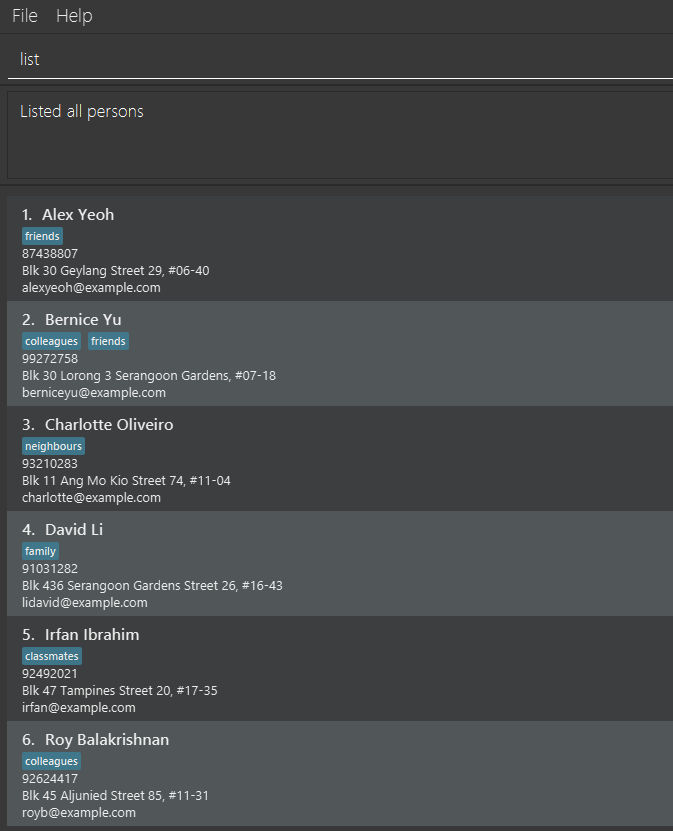 File Help
list
Listed all persons
1. Alex Yeoh
friends
87438807
Blk 30 Geylang Street 29, #06-40
alexyeoh@example.com
2. Bernice Yu
colleagues friends
99272758
Blk 30 Lorong 3 Serangoon Gardens, #07-18
berniceyu@example.com
3. Charlotte Oliveiro
neighbours
93210283
Blk 11 Ang Mo Kio Street 74, #11-04
charlotte@example.com
4. David Li
family
91031282
Blk 436 Serangoon Gardens Street 26, #16-43
lidavid@example.com
5. Irfan Ibrahim
classmates
92492021
Blk 47 Tampines Street 20, #17-35
irfan@example.com
6. Roy Balakrishnan
colleagues
92624417
Blk 45 Aljunied Street 85, #11-31
royb@example.com